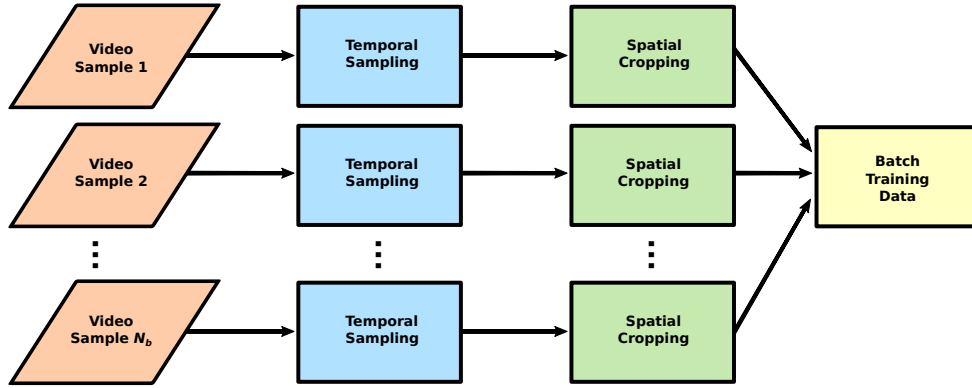 Video
Sample 1
Temporal
Sampling
Spatial
Cropping
Video
Sample 2
Temporal
Sampling
Spatial
Cropping
Batch
Training
Data
Video
Sample N_b
Temporal
Sampling
Spatial
Cropping